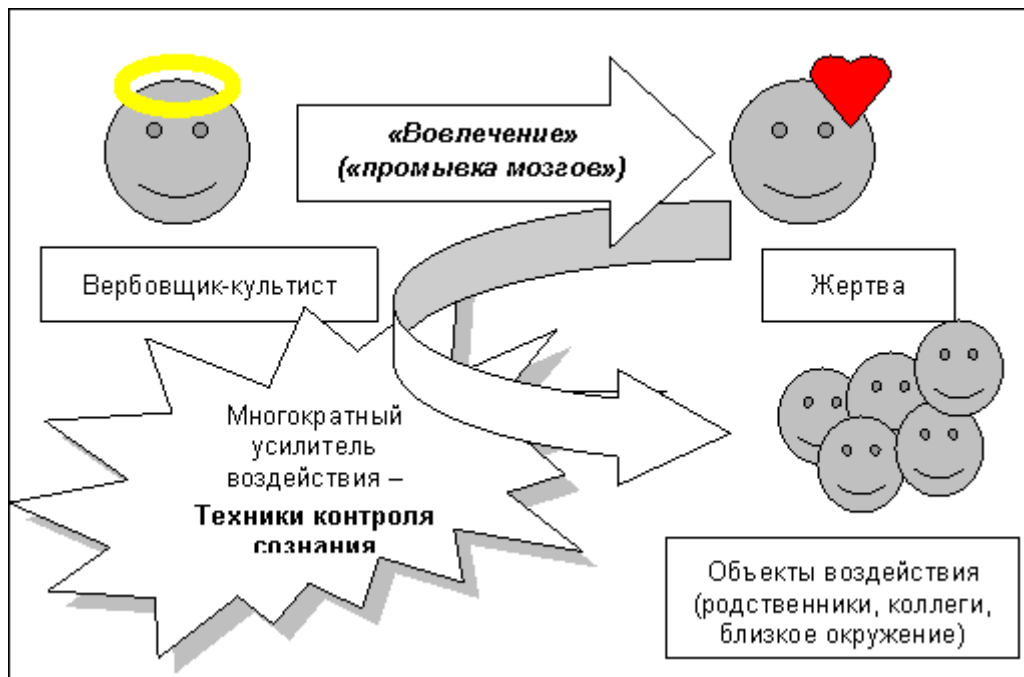 «Вовлечение»
(«промывка мозгов»)
Вербовщик-культист
Жертва
Многократный
усилитель
воздействия –
Техники контроля
сознания
Объекты воздействия
(родственники, коллеги,
близкое окружение)